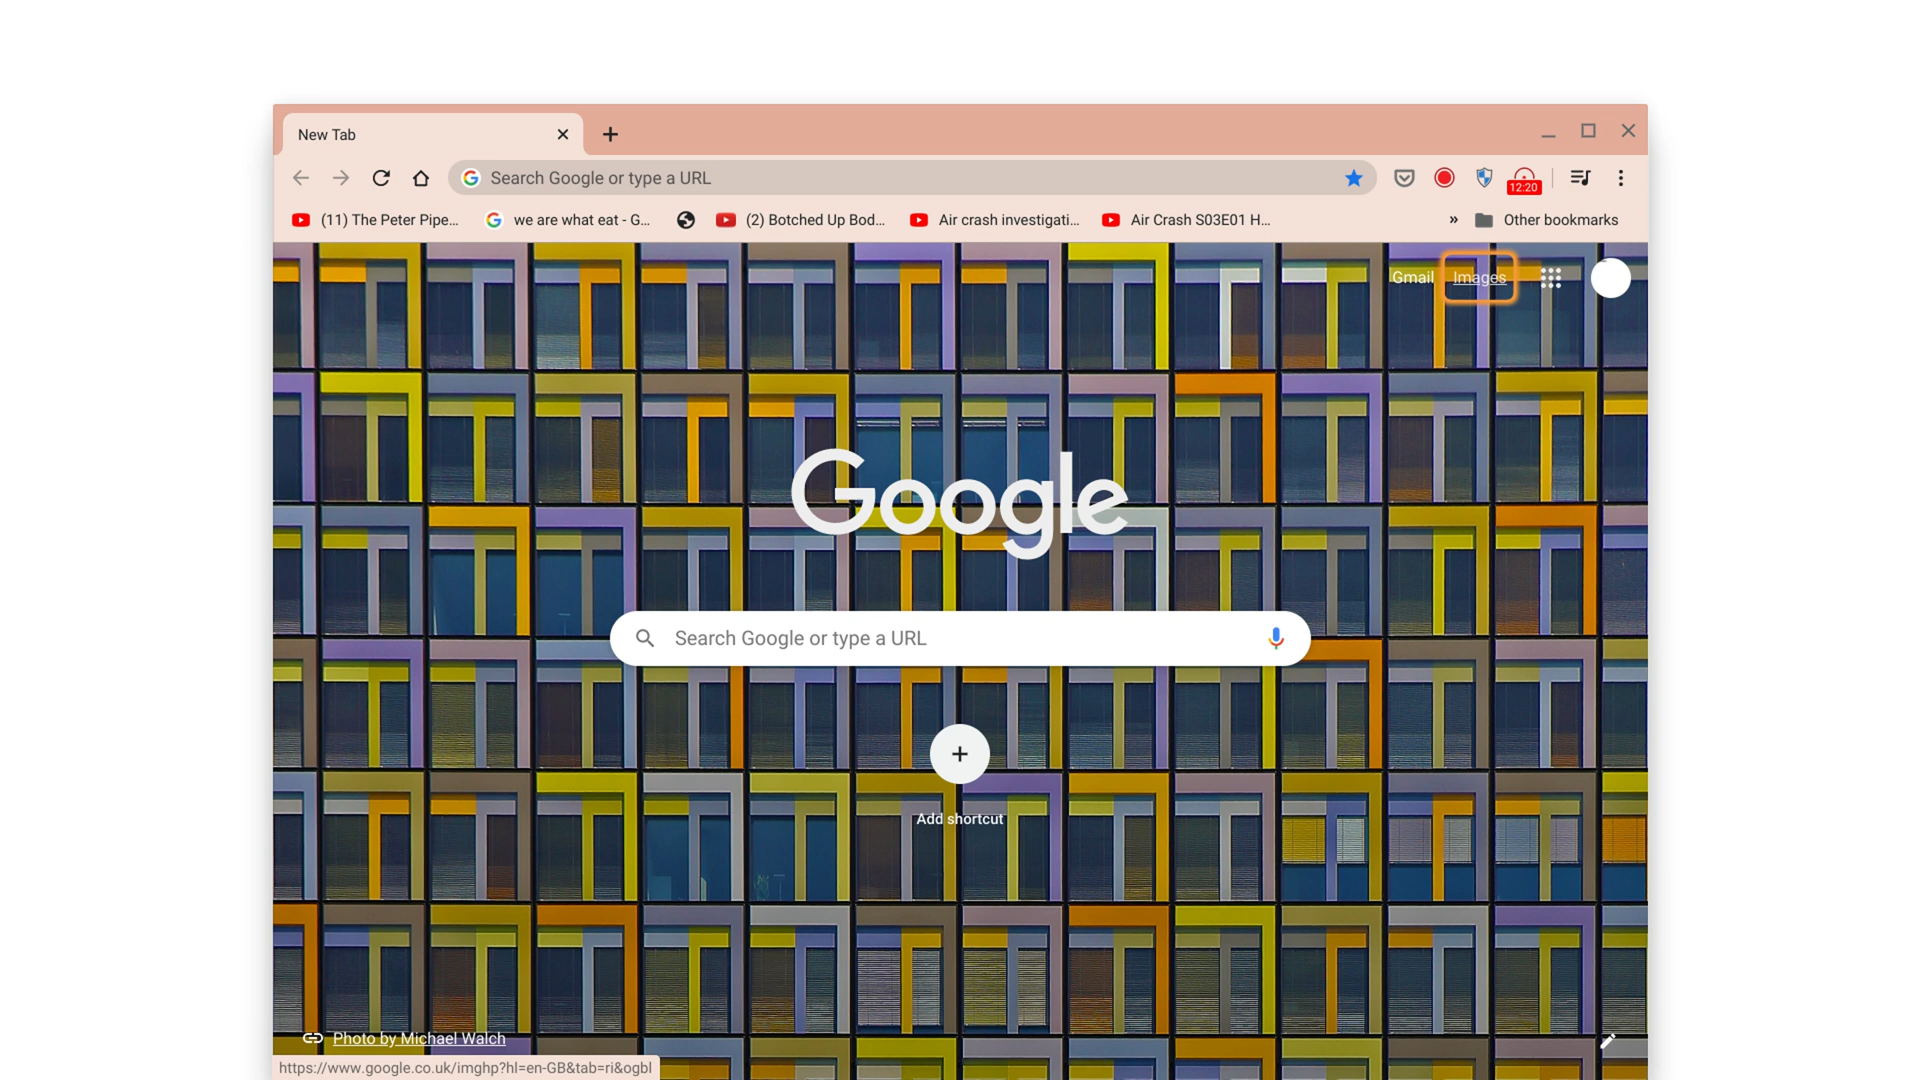 New Tab
Search Google or type a URL
12:20
(11) The Peter Pipe...
we are what eat - G...
(2) Botched Up Bod...
Air crash investigati...
Air Crash S03E01 H...
»
Other bookmarks
Gmail
Images
Google
Search Google or type a URL
Add shortcut
Photo by Michael Walch
https://www.google.co.uk/imghp?hl=en-GB&tab=ri&ogbl